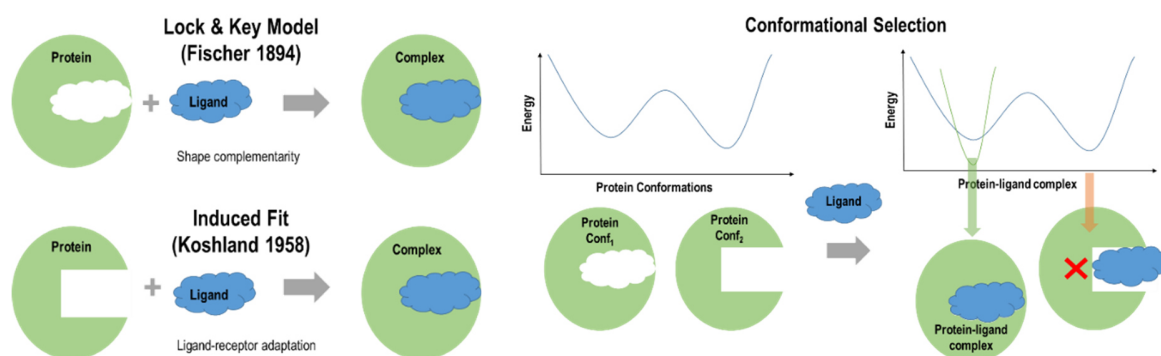 Lock & Key Model
(Fischer 1894)
Protein
Ligand
Complex
Shape complementarity
Induced Fit
(Koshland 1958)
Protein
Ligand
Complex
Ligand-receptor adaptation
Conformational Selection
Energy
Protein Conformations
Energy
Protein-ligand complex
Protein
Conf1
Protein
Conf2
Ligand
Protein-ligand
complex